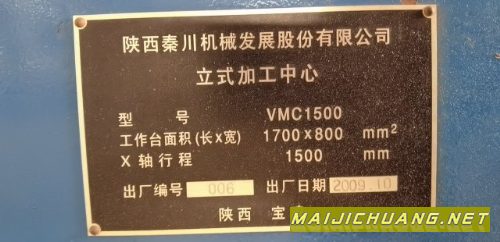 陕西秦川机械发展股份有限公司
立式加工中心
型 号 VMC1500
工作台面积(长x宽) 1700x800 mm²
X 轴行程 1500 mm
出厂编号 006 出厂日期 2009.10
陕西 宝
MAIJICHUANG.NET